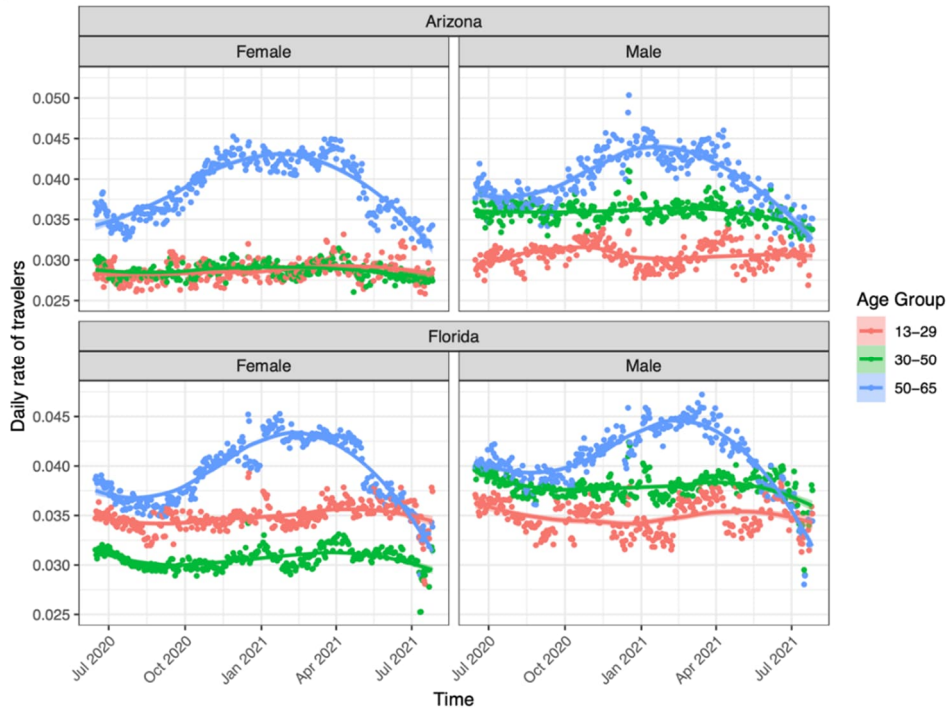 Arizona
Female
Male
0.050
0.045
0.040
0.035
0.030
0.025
Florida
Female
Male
0.045
0.040
0.035
0.030
0.025
Daily rate of travelers
Jul 2020
Oct 2020
Jan 2021
Apr 2021
Jul 2021
Jul 2020
Oct 2020
Jan 2021
Apr 2021
Jul 2021
Time
Age Group
13−29
30−50
50−65